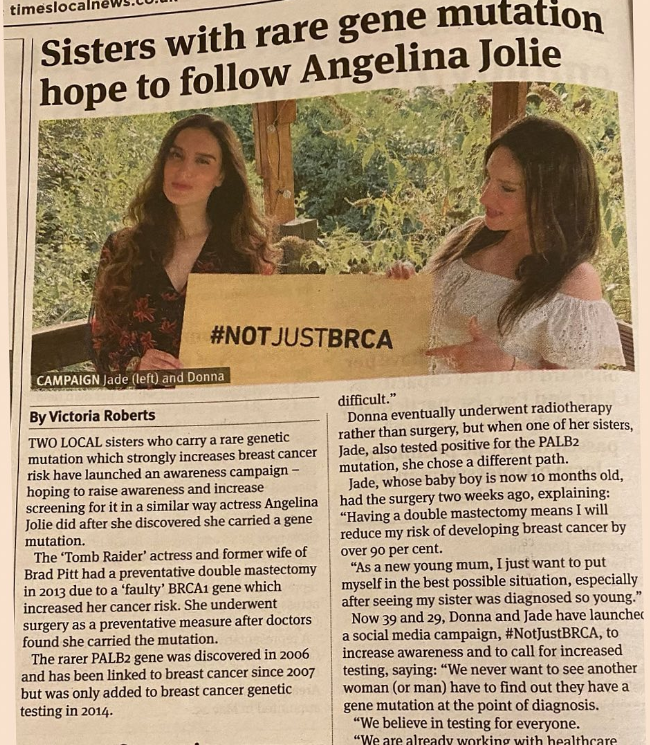 timeslocalnews.co.u
Sisters with rare gene mutation
hope to follow Angelina Jolie
#NOTJUSTBRCA
CAMPAIGN Jade (left) and Donna
By Victoria Roberts
TWO LOCAL sisters who carry a rare genetic
mutation which strongly increases breast cancer
risk have launched an awareness campaign –
hoping to raise awareness and increase
screening for it in a similar way actress Angelina
Jolie did after she discovered she carried a gene
mutation.
The ‘Tomb Raider’ actress and former wife of
Brad Pitt had a preventative double mastectomy
in 2013 due to a ‘faulty’ BRCA1 gene which
increased her cancer risk. She underwent
surgery as a preventative measure after doctors
found she carried the mutation.
The rarer PALB2 gene was discovered in 2006
and has been linked to breast cancer since 2007
but was only added to breast cancer genetic
testing in 2014.
difficult.”
Donna eventually underwent radiotherapy
rather than surgery, but when one of her sisters,
Jade, also tested positive for the PALB2
mutation, she chose a different path.
Jade, whose baby boy is now 10 months old,
had the surgery two weeks ago, explaining:
“Having a double mastectomy means I will
reduce my risk of developing breast cancer by
over 90 per cent.
“As a new young mum, I just want to put
myself in the best possible situation, especially
after seeing my sister was diagnosed so young.”
Now 39 and 29, Donna and Jade have launched
a social media campaign, #NotJustBRCA, to
increase awareness and to call for increased
testing, saying: “We never want to see another
woman (or man) have to find out they have a
gene mutation at the point of diagnosis.
“We believe in testing for everyone.
“We are already working with healthcare